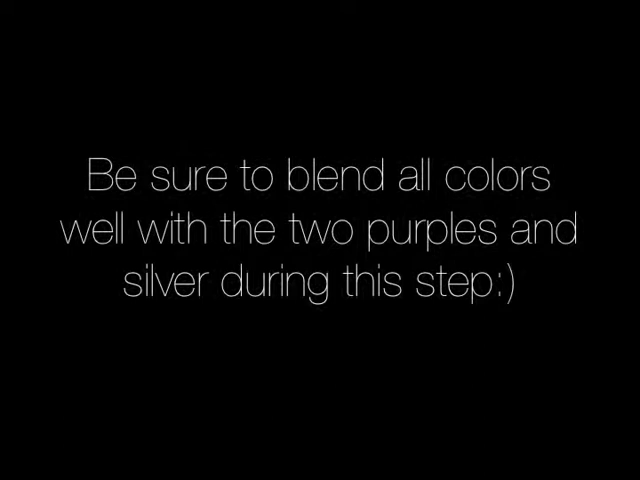 Be sure to blend all colors
well with the two purples and
silver during this step:)